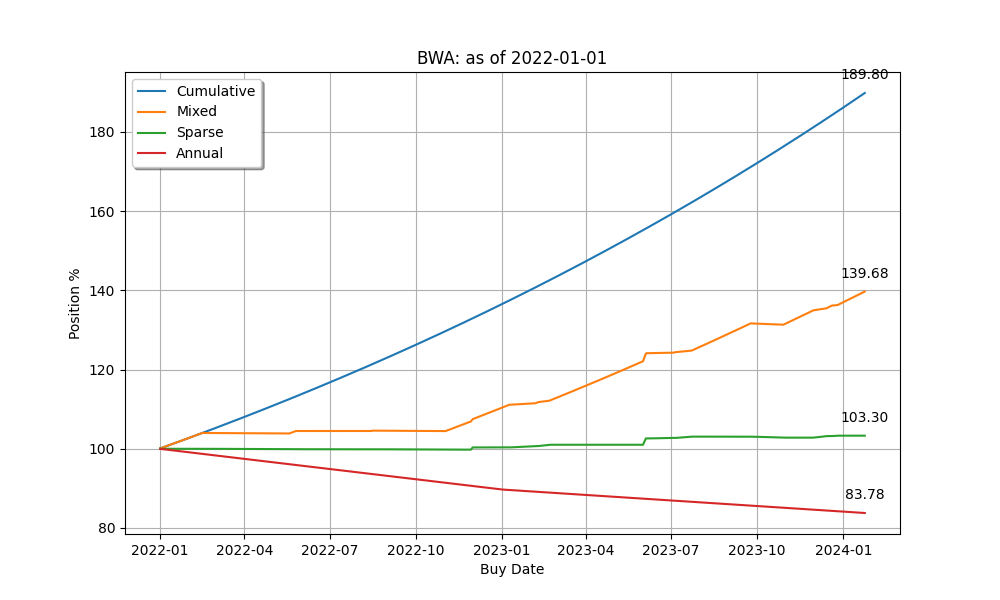 BWA: as of 2022-01-01
189.80
Cumulative
Mixed
Sparse
Annual
180
160
139.68
140
120
103.30
100
83.78
80
Position %
2022-01 2022-04 2022-07 2022-10 2023-01 2023-04 2023-07 2023-10 2024-01
Buy Date